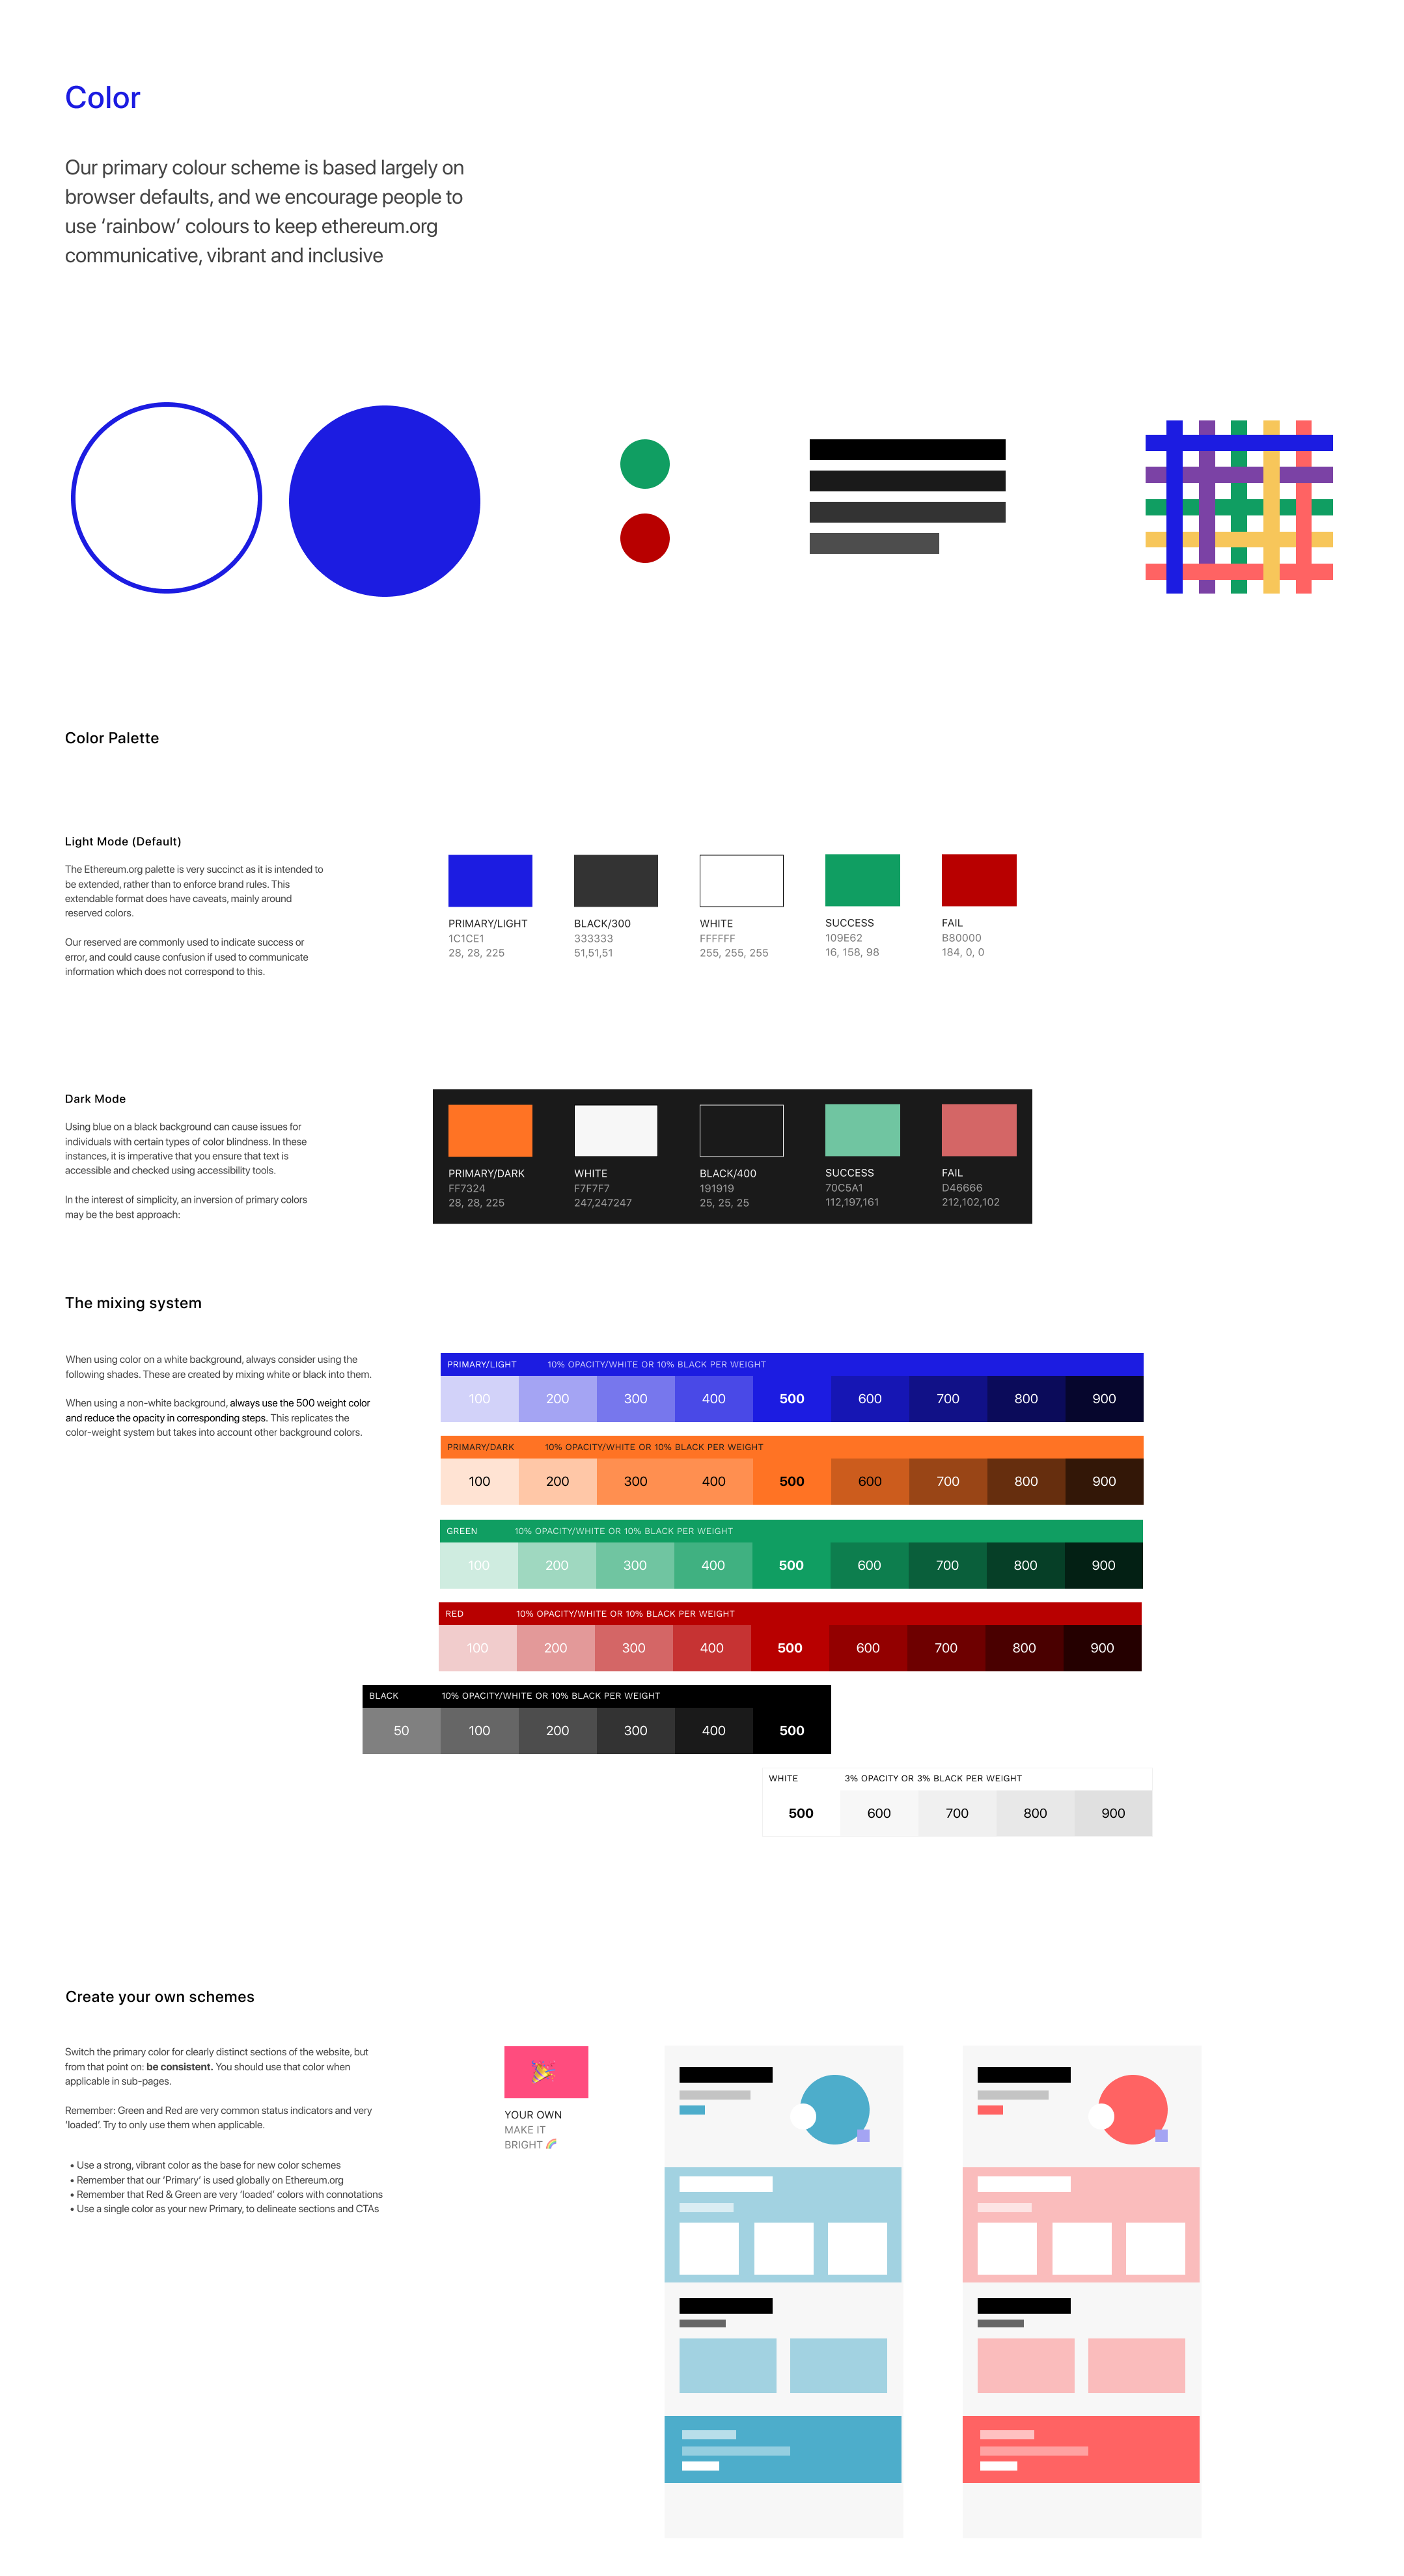 Color
Our primary colour scheme is based largely on
browser defaults, and we encourage people to
use ‘rainbow’ colours to keep ethereum.org
communicative, vibrant and inclusive
Color Palette
Light Mode (Default)
The Ethereum.org palette is very succinct as it is intended to
be extended, rather than to enforce brand rules. This
extendable format does have caveats, mainly around
reserved colors.
Our reserved are commonly used to indicate success or
error, and could cause confusion if used to communicate
information which does not correspond to this.
PRIMARY/LIGHT
1C1CE1
28, 28, 225
BLACK/300
333333
51,51,51
WHITE
FFFFFF
255, 255, 255
SUCCESS
109E62
16, 158, 98
FAIL
B80000
184, 0, 0
Dark Mode
Using blue on a black background can cause issues for
individuals with certain types of color blindness. In these
instances, it is imperative that you ensure that text is
accessible and checked using accessibility tools.
In the interest of simplicity, an inversion of primary colors
may be the best approach:
PRIMARY/DARK
FF7324
28, 28, 225
WHITE
F7F7F7
247,247247
BLACK/400
191919
25, 25, 25
SUCCESS
70C5A1
112,197,161
FAIL
D46666
212,102,102
The mixing system
When using color on a white background, always consider using the
following shades. These are created by mixing white or black into them.
When using a non-white background, always use the 500 weight color
and reduce the opacity in corresponding steps. This replicates the
color-weight system but takes into account other background colors.
PRIMARY/LIGHT 10% OPACITY/WHITE OR 10% BLACK PER WEIGHT
100 200 300 400 500 600 700 800 900
PRIMARY/DARK 10% OPACITY/WHITE OR 10% BLACK PER WEIGHT
100 200 300 400 500 600 700 800 900
GREEN 10% OPACITY/WHITE OR 10% BLACK PER WEIGHT
100 200 300 400 500 600 700 800 900
RED 10% OPACITY/WHITE OR 10% BLACK PER WEIGHT
100 200 300 400 500 600 700 800 900
BLACK 10% OPACITY/WHITE OR 10% BLACK PER WEIGHT
50 100 200 300 400 500
WHITE 3% OPACITY OR 3% BLACK PER WEIGHT
500 600 700 800 900
Create your own schemes
Switch the primary color for clearly distinct sections of the website, but
from that point on: be consistent. You should use that color when
applicable in sub-pages.
Remember: Green and Red are very common status indicators and very
‘loaded’. Try to only use them when applicable.
• Use a strong, vibrant color as the base for new color schemes
• Remember that our ‘Primary’ is used globally on Ethereum.org
• Remember that Red & Green are very ‘loaded’ colors with connotations
• Use a single color as your new Primary, to delineate sections and CTAs
YOUR OWN
MAKE IT
BRIGHT 🌈